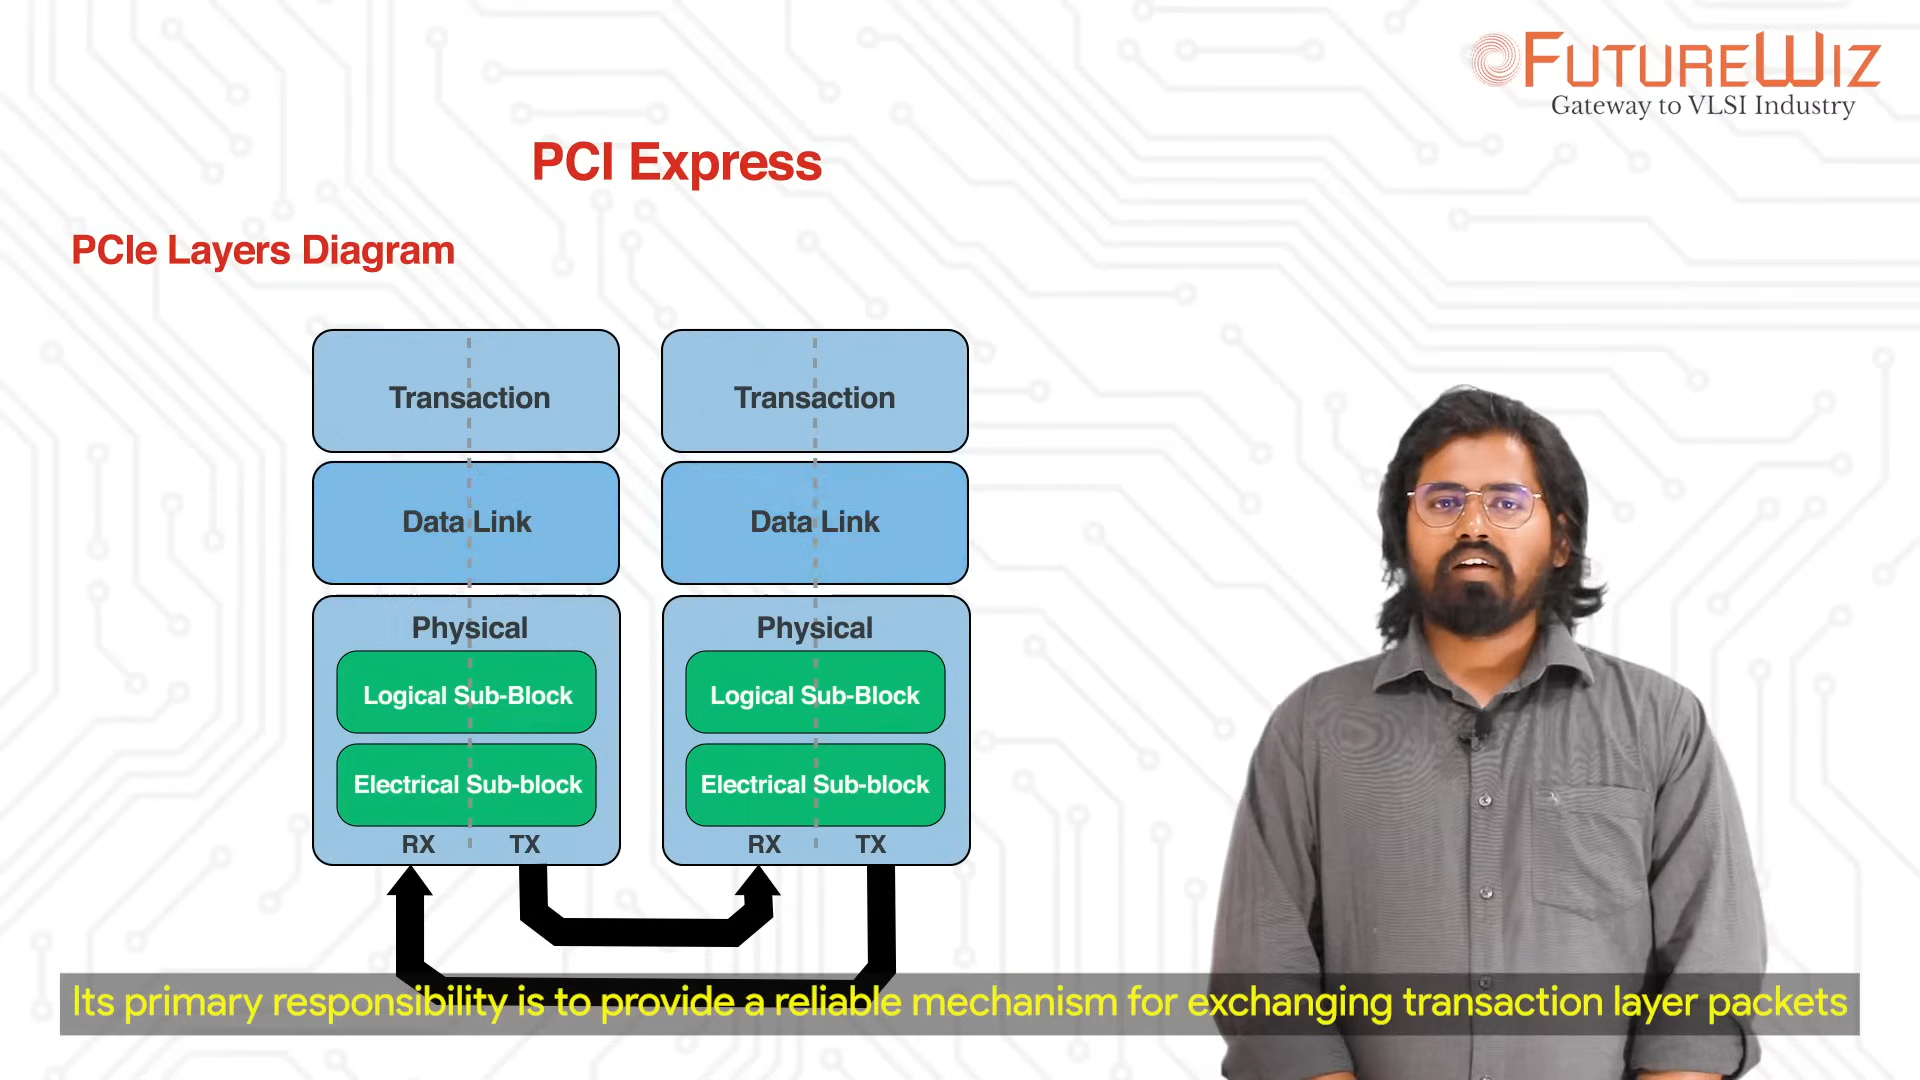 FUTUREWIZ
Gateway to VLSI Industry
PCI Express
PCIe Layers Diagram
Transaction
Transaction
Data Link
Data Link
Physical
Physical
Logical Sub-Block
Logical Sub-Block
Electrical Sub-block
Electrical Sub-block
RX TX
RX TX
Its primary responsibility is to provide a reliable mechanism for exchanging transaction layer packets